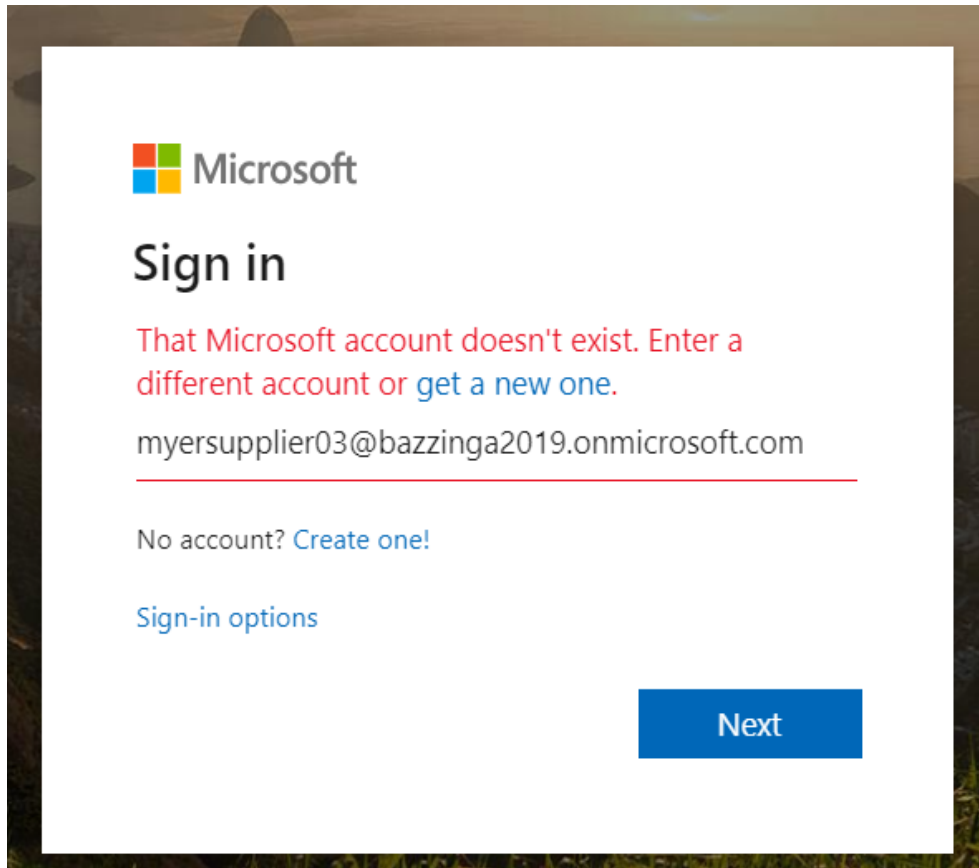 Microsoft
Sign in
That Microsoft account doesn't exist. Enter a
different account or get a new one.
myersupplier03@bazzinga2019.onmicrosoft.com
No account? Create one!
Sign-in options
Next